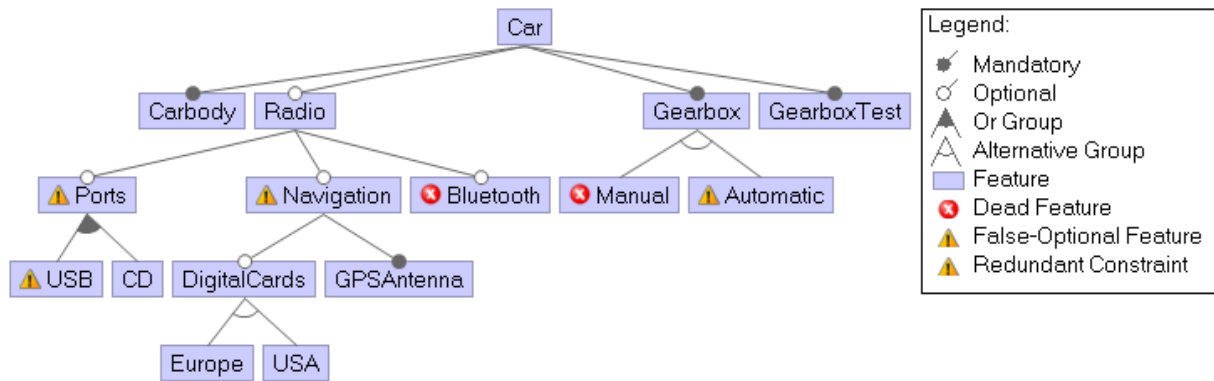 Car
Carbody
Radio
Gearbox
GearboxTest
Ports
Navigation
Bluetooth
Manual
Automatic
USB
CD
DigitalCards
GPSAntenna
Europe
USA
Legend:
Mandatory
Optional
Or Group
Alternative Group
Feature
Dead Feature
False-Optional Feature
Redundant Constraint